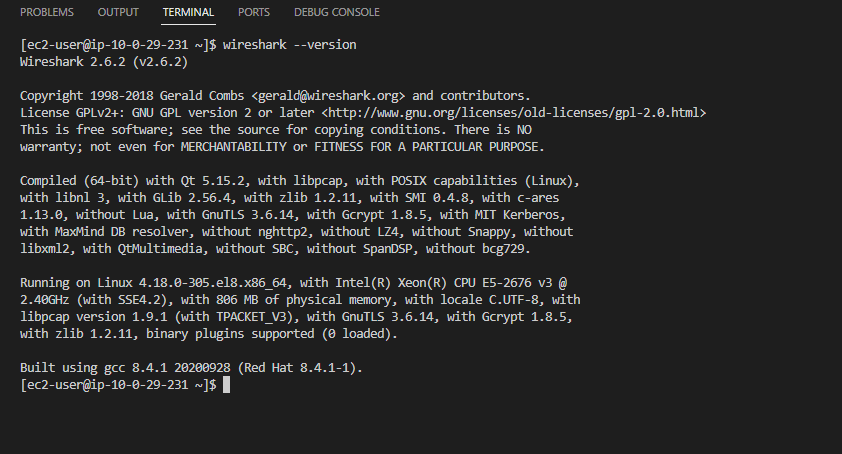 PROBLEMS OUTPUT TERMINAL PORTS DEBUG CONSOLE
[ec2-user@ip-10-0-29-231 ~]$ wireshark --version
Wireshark 2.6.2 (v2.6.2)
Copyright 1998-2018 Gerald Combs <gerald@wireshark.org> and contributors.
License GPLv2+: GNU GPL version 2 or later <http://www.gnu.org/licenses/old-licenses/gpl-2.0.html>
This is free software; see the source for copying conditions. There is NO
warranty; not even for MERCHANTABILITY or FITNESS FOR A PARTICULAR PURPOSE.
Compiled (64-bit) with Qt 5.15.2, with libpcap, with POSIX capabilities (Linux),
with libnl 3, with GLib 2.56.4, with zlib 1.2.11, with SMI 0.4.8, with c-ares
1.13.0, without Lua, with GnuTLS 3.6.14, with Gcrypt 1.8.5, with MIT Kerberos,
with MaxMind DB resolver, without nghttp2, without LZ4, without Snappy, without
libxml2, with QtMultimedia, without SBC, without SpanDSP, without bcg729.
Running on Linux 4.18.0-305.el8.x86_64, with Intel(R) Xeon(R) CPU E5-2676 v3 @
2.40GHz (with SSE4.2), with 806 MB of physical memory, with locale C.UTF-8, with
libpcap version 1.9.1 (with TPACKET_V3), with GnuTLS 3.6.14, with Gcrypt 1.8.5,
with zlib 1.2.11, binary plugins supported (0 loaded).
Built using gcc 8.4.1 20200928 (Red Hat 8.4.1-1).
[ec2-user@ip-10-0-29-231 ~]$